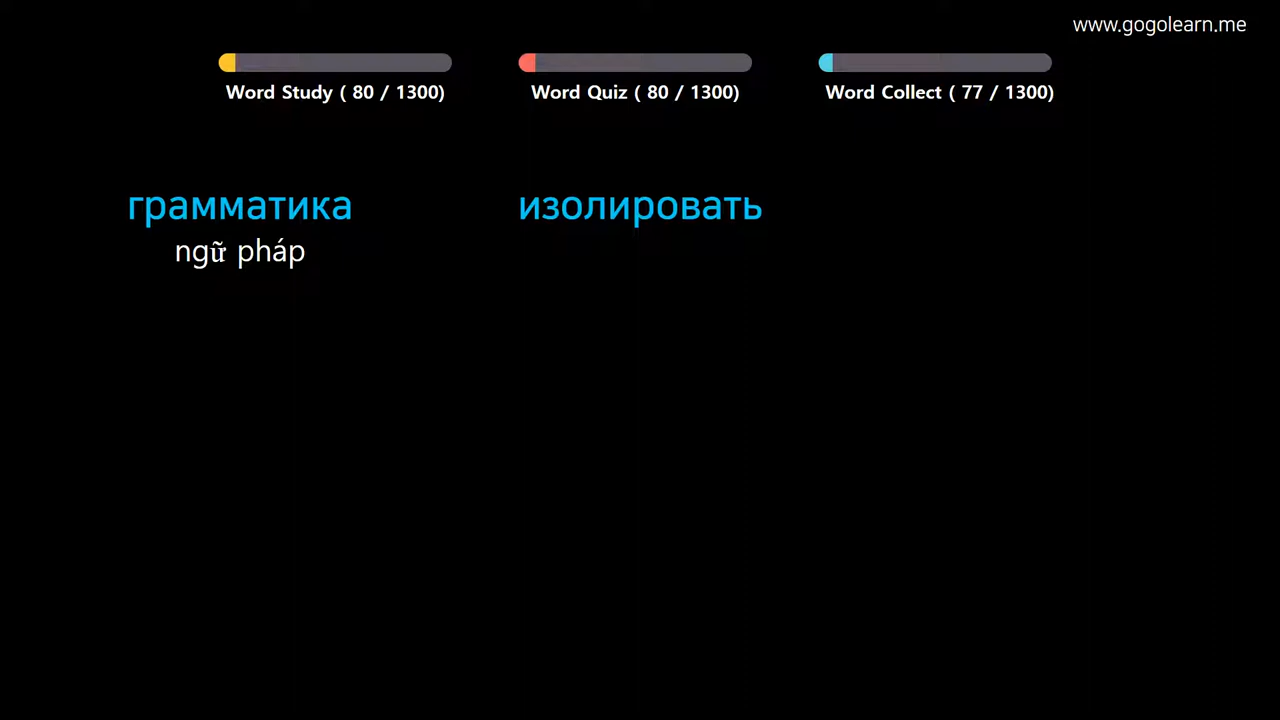 www.gogolearn.me
Word Study ( 80 / 1300)
Word Quiz ( 80 / 1300)
Word Collect ( 77 / 1300)
грамматика
ngữ pháp
изолировать